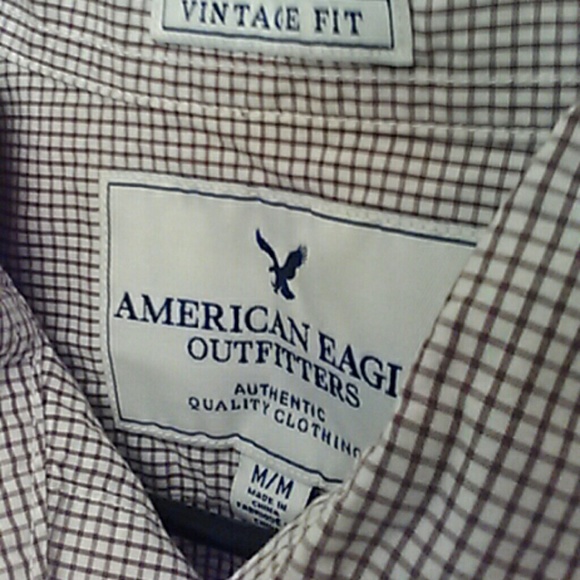 VINTAGE FIT
AMERICAN EAGL
OUTFITTERS
AUTHENTIC
QUALITY CLOTHING
M/M
MADE IN
CHINA